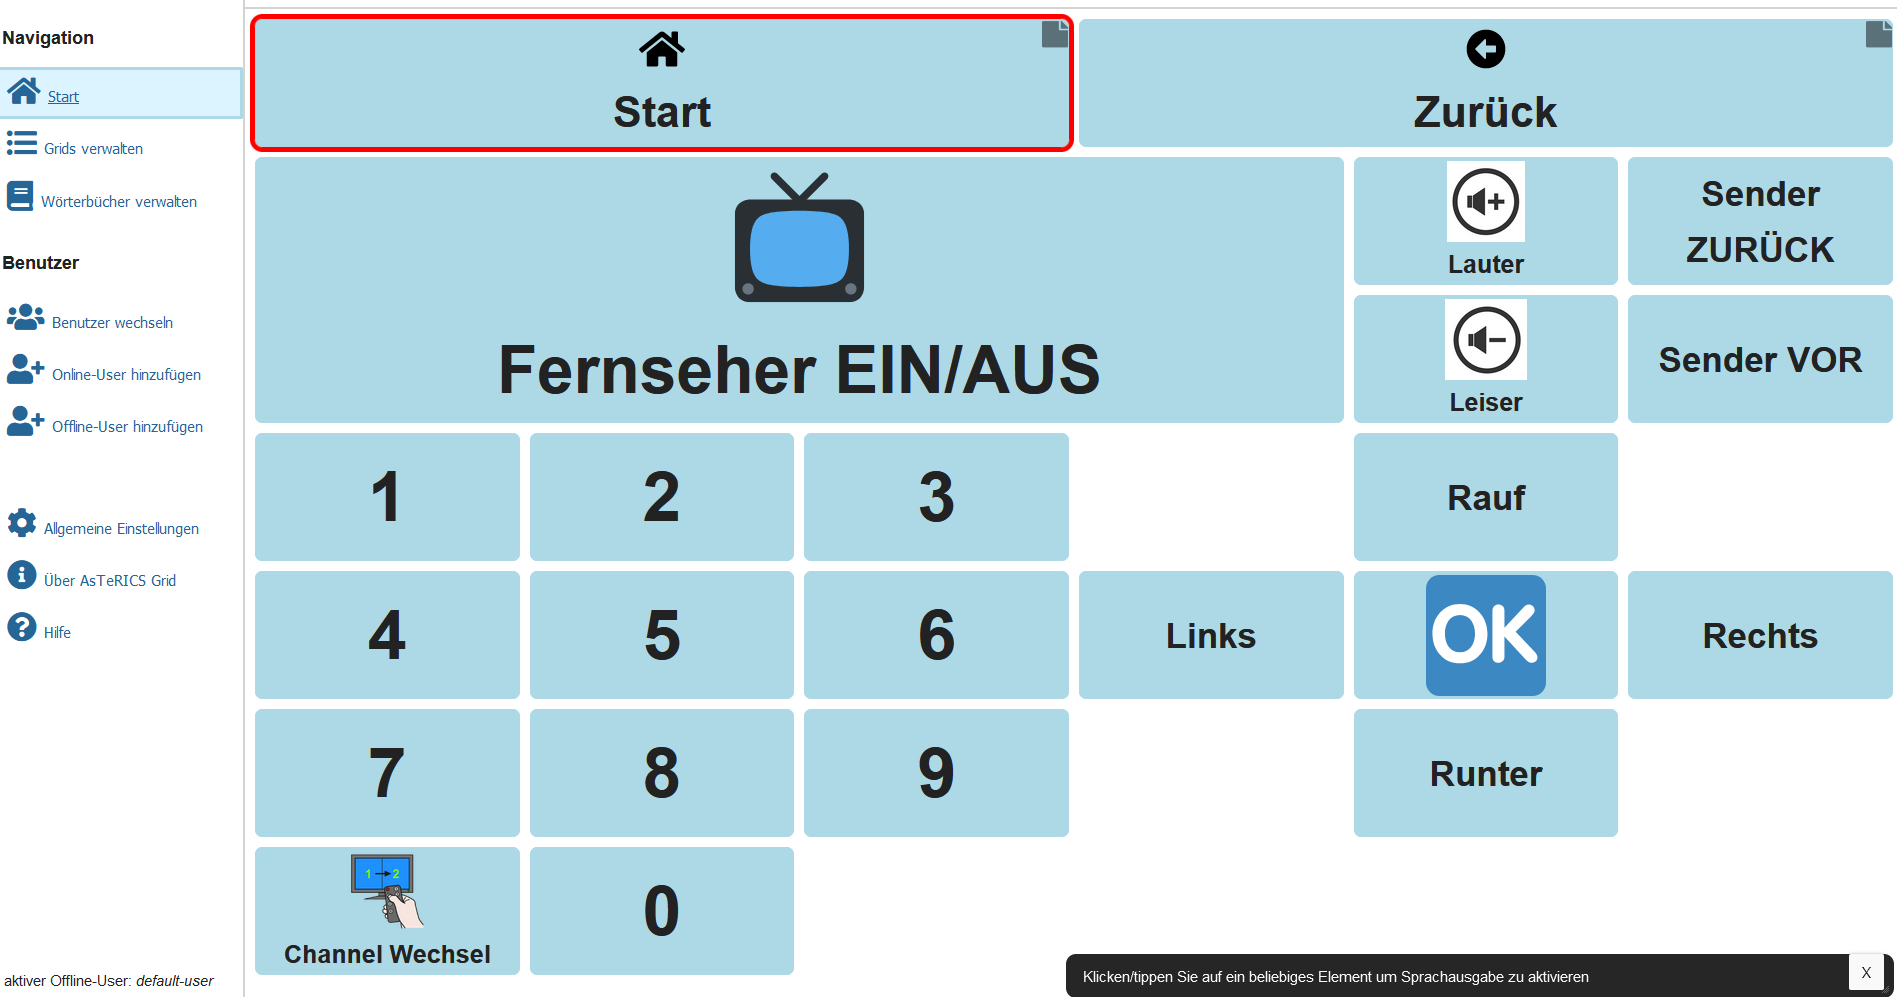 Navigation
Start
Grids verwalten
Wörterbücher verwalten
Benutzer
Benutzer wechseln
Online-User hinzufügen
Offline-User hinzufügen
Allgemeine Einstellungen
Über AsTeRICS Grid
Hilfe
aktiver Offline-User: default-user
Start
Zurück
Fernseher EIN/AUS
Lauter
Sender
ZURÜCK
Leiser
Sender VOR
1
2
3
Rauf
4
5
6
Links
OK
Rechts
7
8
9
Runter
1 → 2
Channel Wechsel
0
Klicken/tippen Sie auf ein beliebiges Element um Sprachausgabe zu aktivieren
X